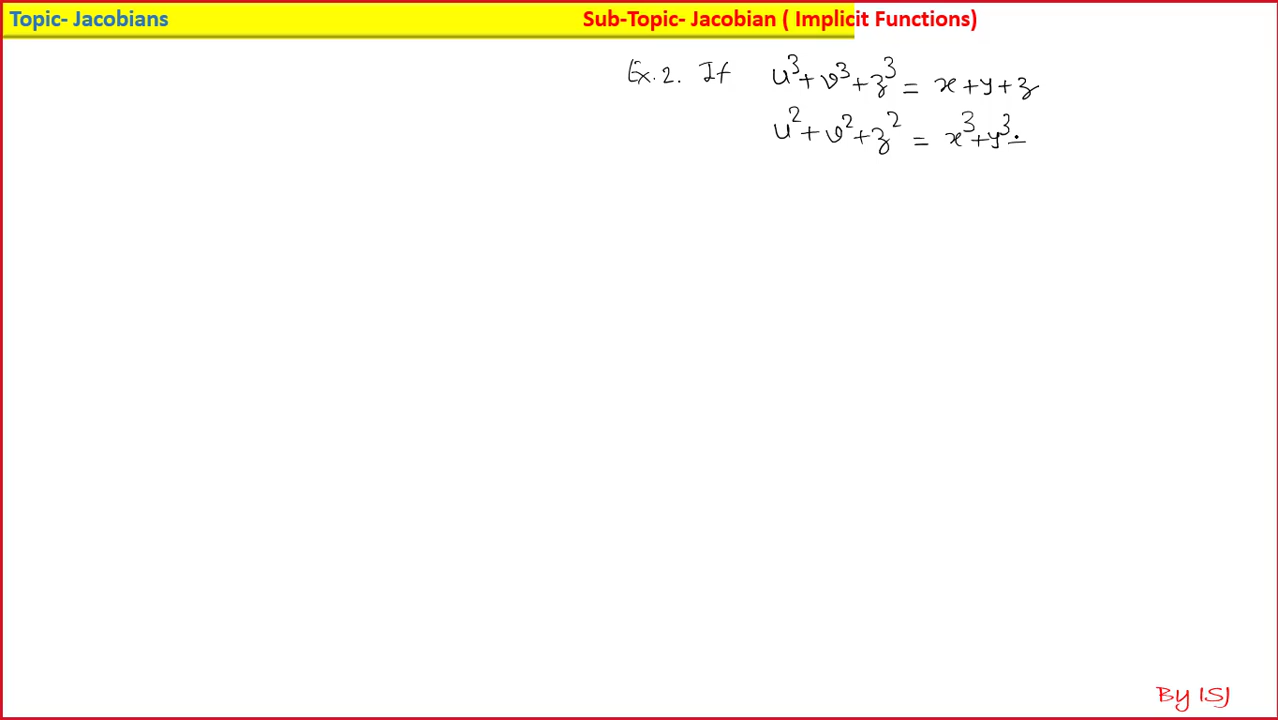 Topic- Jacobians
Sub-Topic- Jacobian ( Implicit Functions)
Ex. 2. If u³ + v³ + z³ = x + y + z
u² + v² + z² = x³ + y³
By ISJ